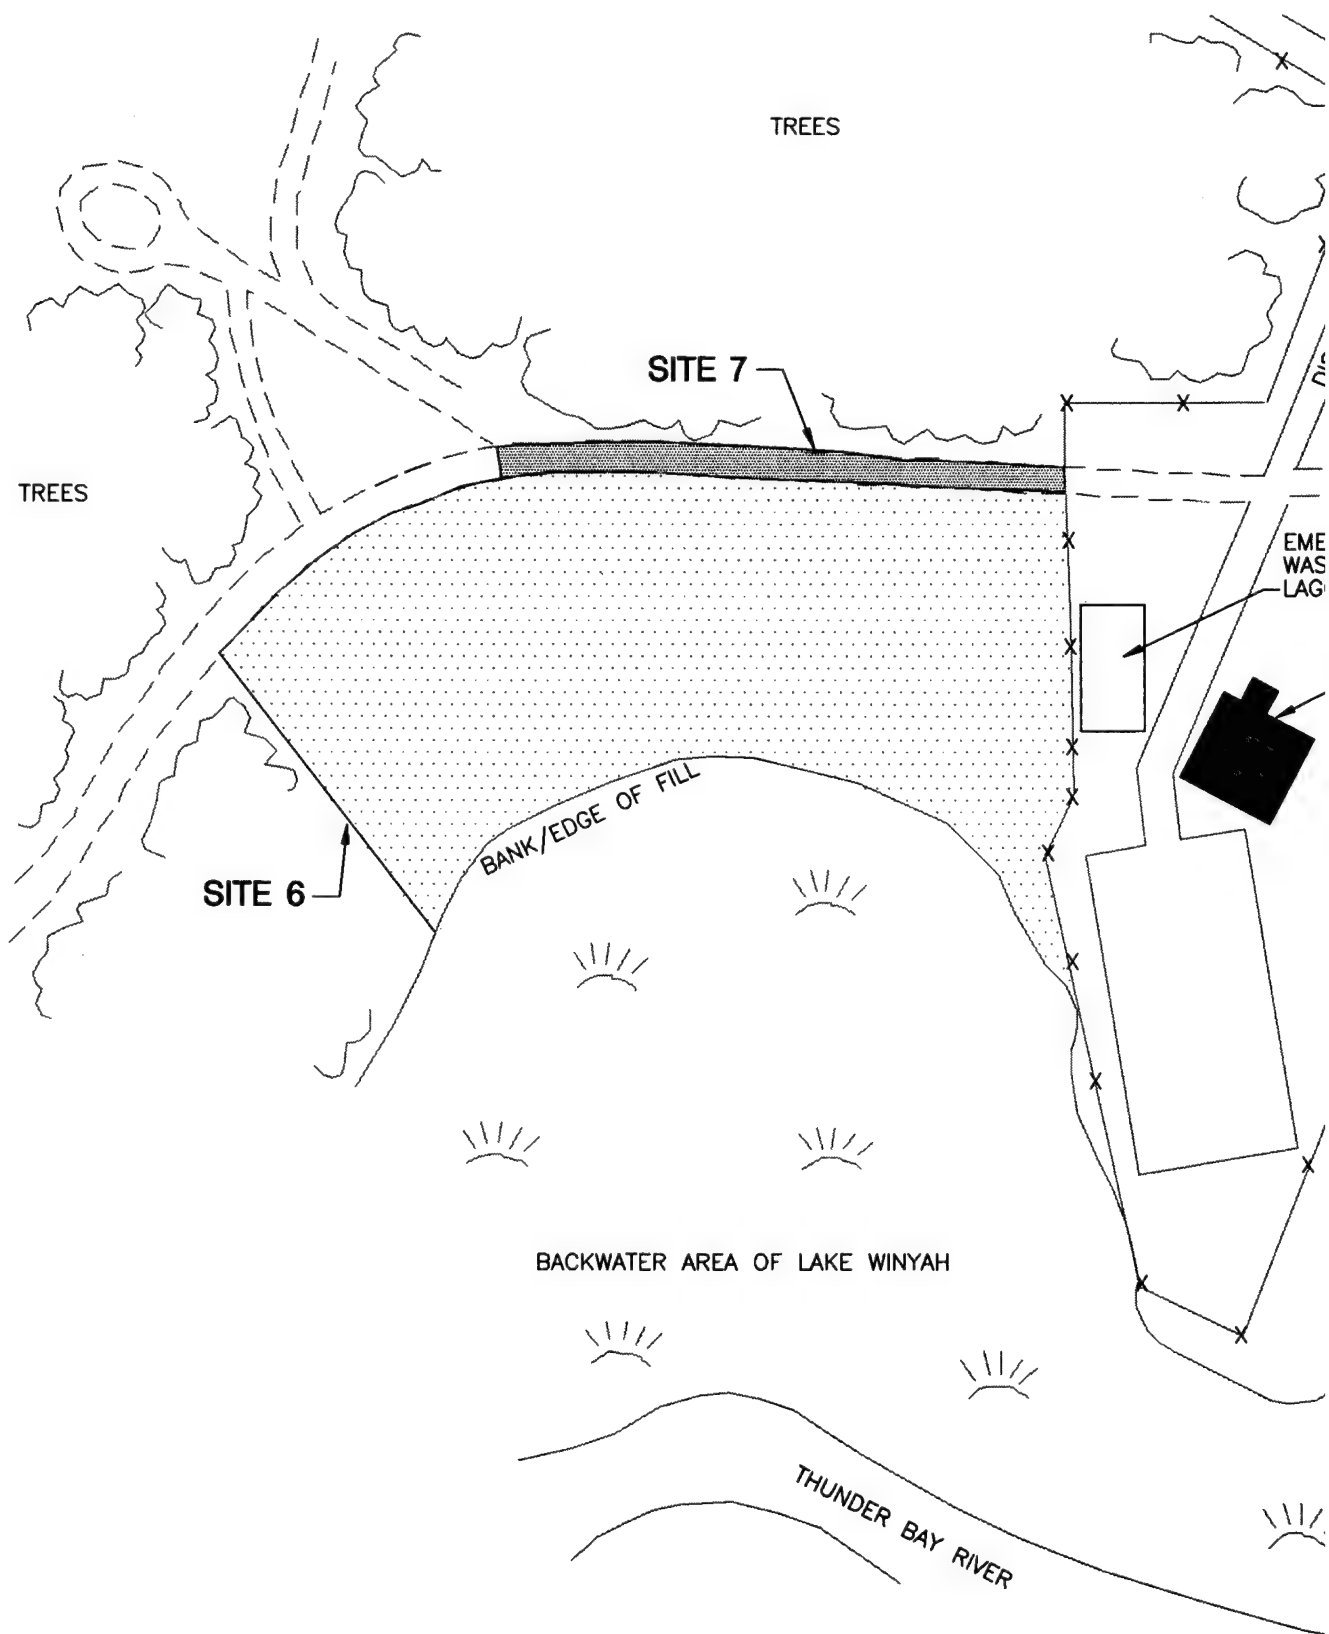 TREES
SITE 7
TREES
BANK/EDGE OF FILL
SITE 6
BACKWATER AREA OF LAKE WINYAH
THUNDER BAY RIVER